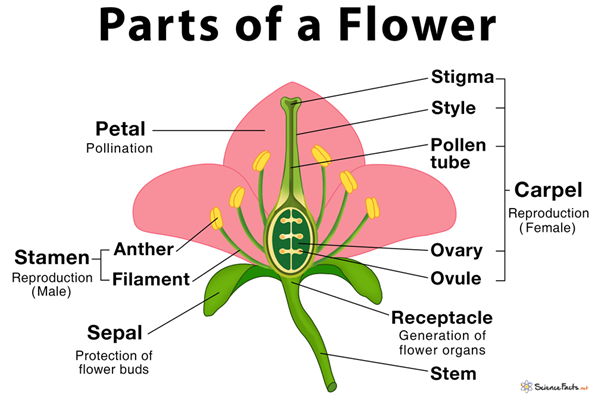 Parts of a Flower
Petal
Pollination
Stamen
Reproduction
(Male)
Anther
Filament
Sepal
Protection of
flower buds
Stigma
Style
Pollen
tube
Carpel
Reproduction
(Female)
Ovary
Ovule
Receptacle
Generation of
flower organs
Stem
ScienceFacts.net